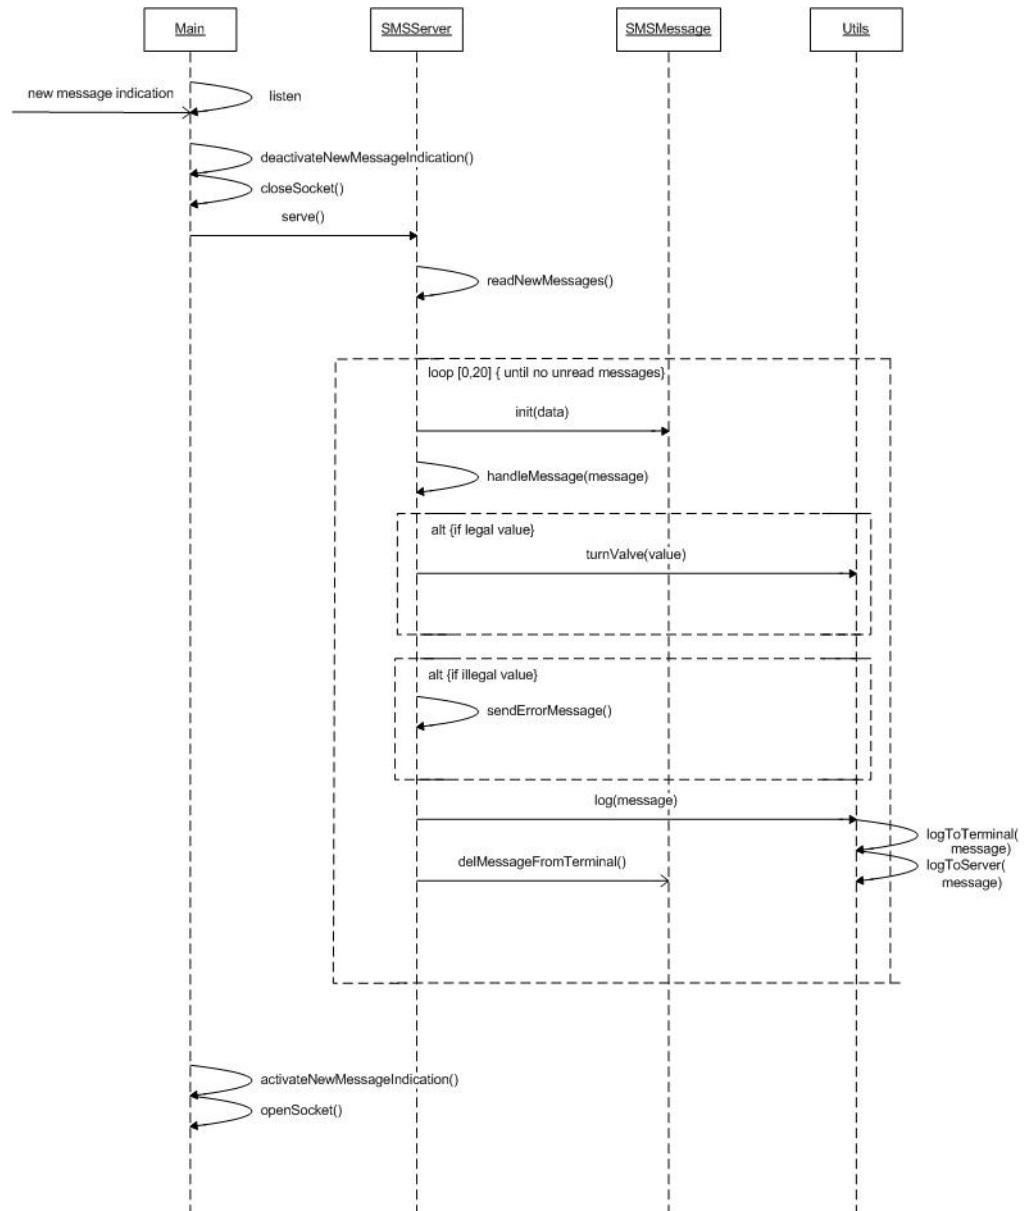 Main
SMSServer
SMSMessage
Utils
new message indication
listen
deactivateNewMessageIndication()
closeSocket()
serve()
readNewMessages()
loop [0,20] { until no unread messages}
init(data)
handleMessage(message)
alt {if legal value}
turnValve(value)
alt {if illegal value}
sendErrorMessage()
log(message)
logToTerminal(
message)
delMessageFromTerminal()
logToServer(
message)
activateNewMessageIndication()
openSocket()